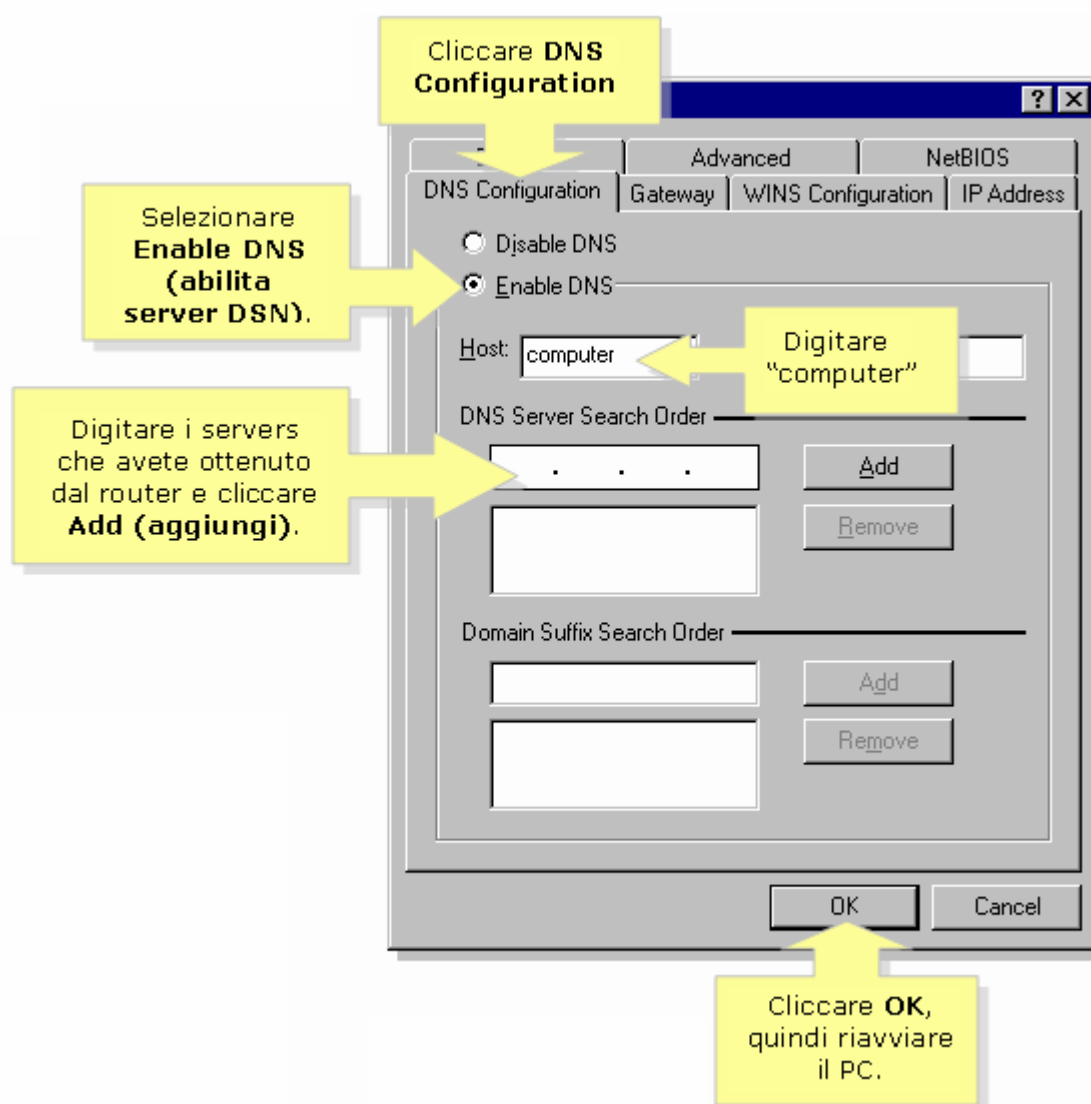 Cliccare DNS
Configuration
Advanced
NetBIOS
DNS Configuration
Gateway
WINS Configuration
IP Address
Selezionare
Enable DNS
(abilita
server DSN).
Disable DNS
Enable DNS
Host:
computer
Digitare
“computer”
Digitare i servers
che avete ottenuto
dal router e cliccare
Add (aggiungi).
DNS Server Search Order
. . .
Add
Remove
Domain Suffix Search Order
Add
Remove
OK
Cancel
Cliccare OK,
quindi riavviare
il PC.